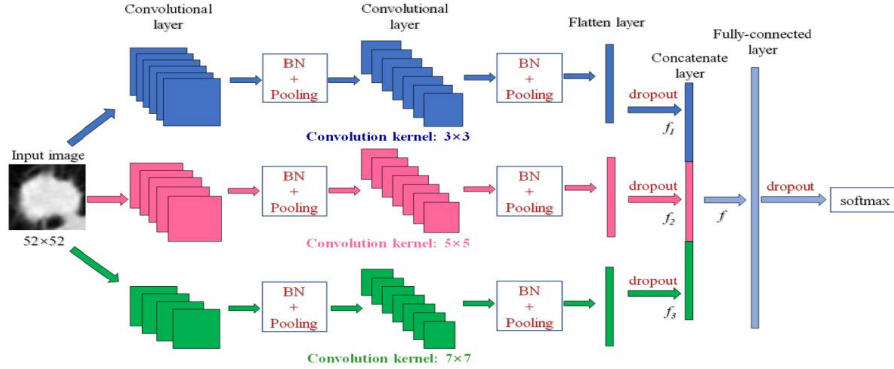 Convolutional
layer
Convolutional
layer
Flatten layer
Fully-connected
layer
Concatenate
layer
BN
+
Pooling
BN
+
Pooling
dropout
f1
Convolution kernel: 3×3
Input image
52×52
BN
+
Pooling
BN
+
Pooling
dropout
f2
f
dropout
softmax
Convolution kernel: 5×5
BN
+
Pooling
BN
+
Pooling
dropout
f3
Convolution kernel: 7×7